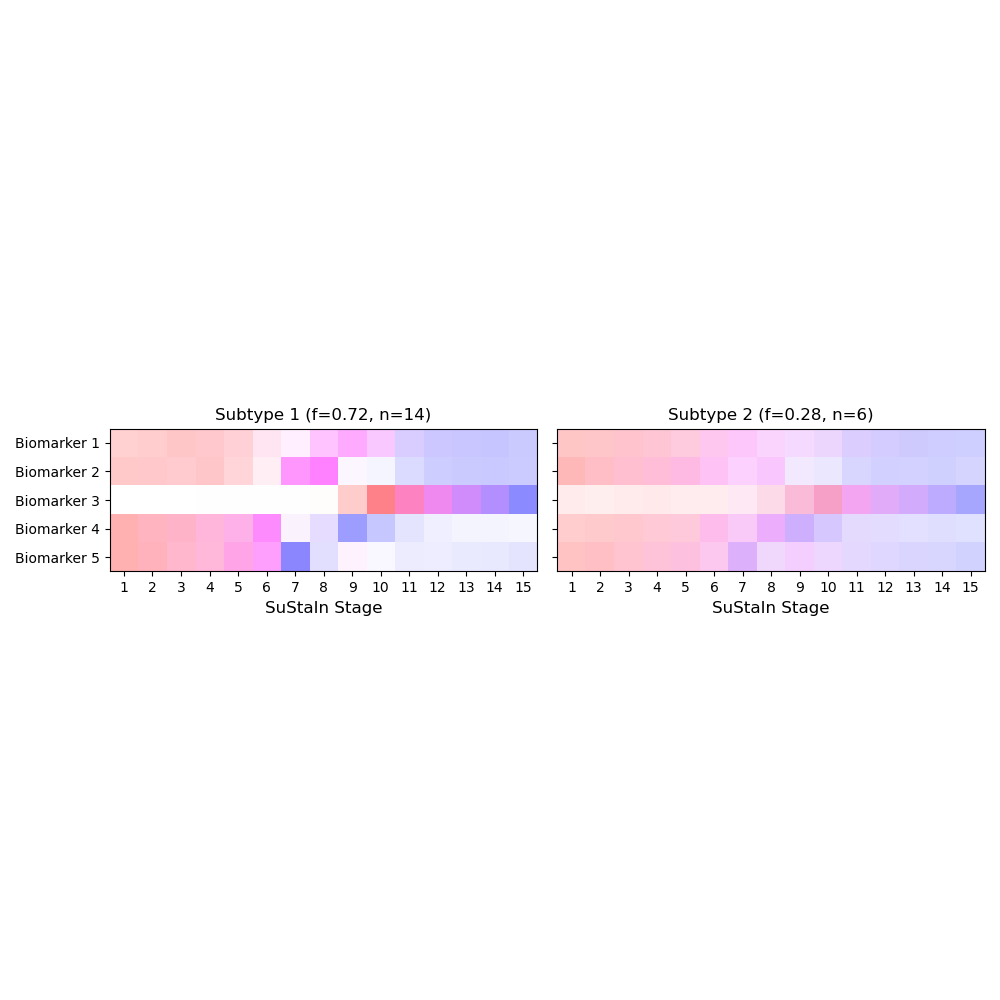 Subtype 1 (f=0.72, n=14) Subtype 2 (f=0.28, n=6)
Biomarker 1
Biomarker 2
Biomarker 3
Biomarker 4
Biomarker 5
1 2 3 4 5 6 7 8 9 10 11 12 13 14 15 1 2 3 4 5 6 7 8 9 10 11 12 13 14 15
SuStaIn Stage SuStaIn Stage